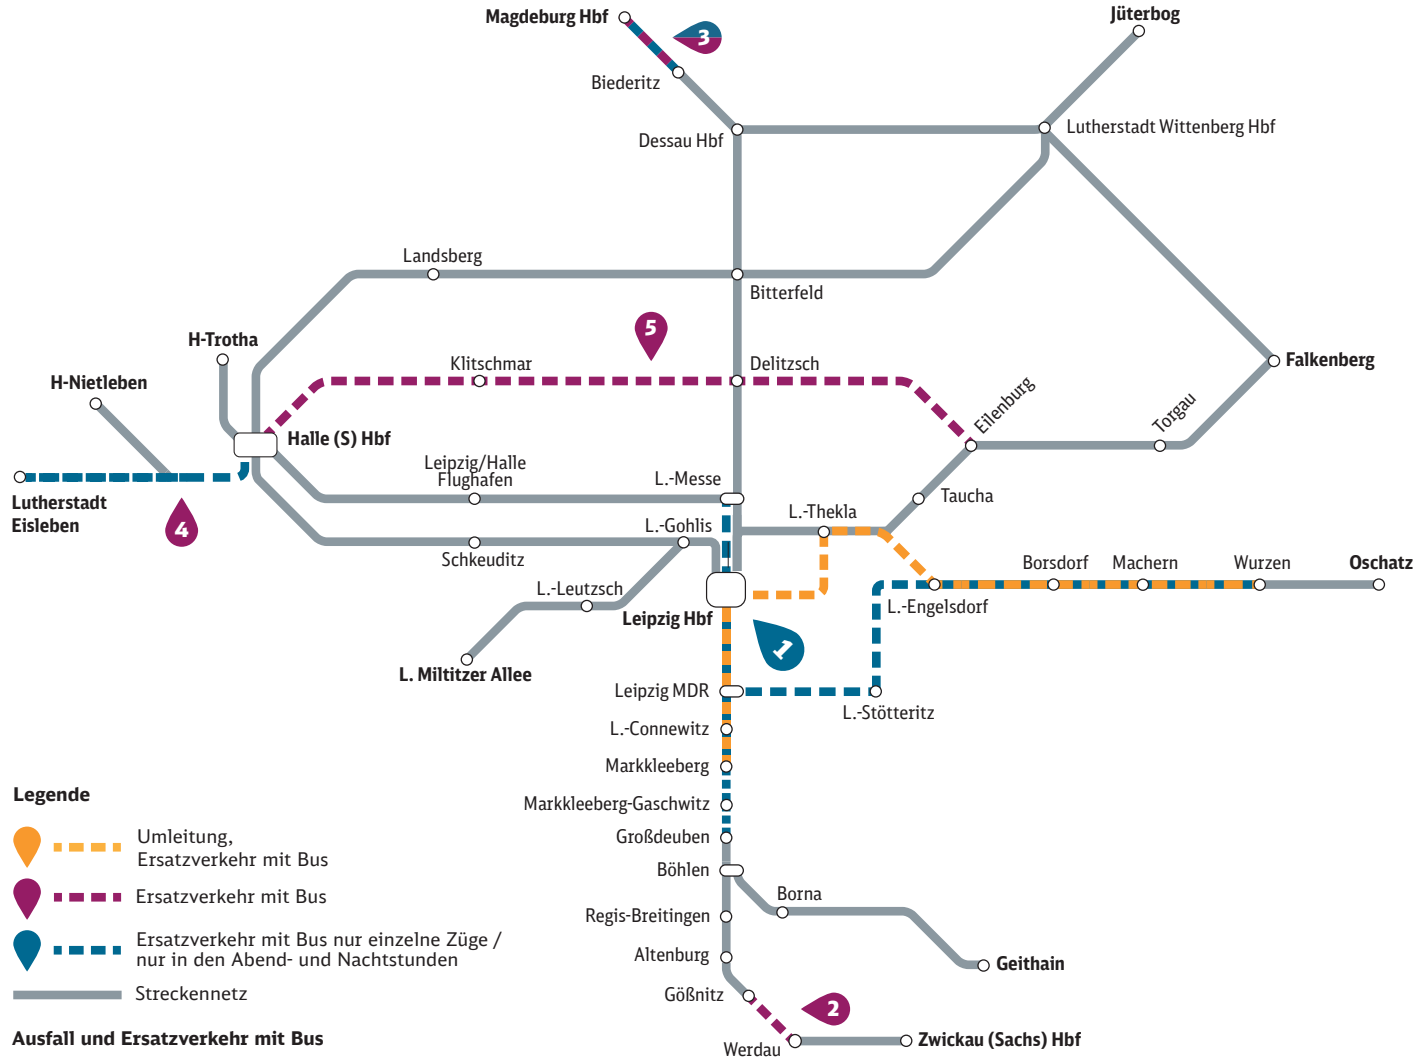 Magdeburg Hbf
3
Jüterbog
Biederitz
Dessau Hbf
Lutherstadt Wittenberg Hbf
Landsberg
Bitterfeld
5
H-Trotha
Klitschmar
Delitzsch
Falkenberg
H-Nietleben
Eilenburg
Torgau
Halle (S) Hbf
Leipzig/Halle
Flughafen
L.-Messe
Lutherstadt
Eisleben
4
L.-Thekla
Taucha
L.-Gohlis
Schkeuditz
Borsdorf
Machern
Wurzen
Oschatz
L.-Leutzsch
L.-Engelsdorf
Leipzig Hbf
1
L. Miltitzer Allee
Leipzig MDR
L.-Stötteritz
L.-Connewitz
Markkleeberg
Markkleeberg-Gaschwitz
Großdeuben
Böhlen
Borna
Regis-Breitingen
Altenburg
Geithain
Gößnitz
2
Werdau
Zwickau (Sachs) Hbf
Legende
Umleitung,
Ersatzverkehr mit Bus
Ersatzverkehr mit Bus
Ersatzverkehr mit Bus nur einzelne Züge /
nur in den Abend- und Nachtstunden
Streckennetz
Ausfall und Ersatzverkehr mit Bus